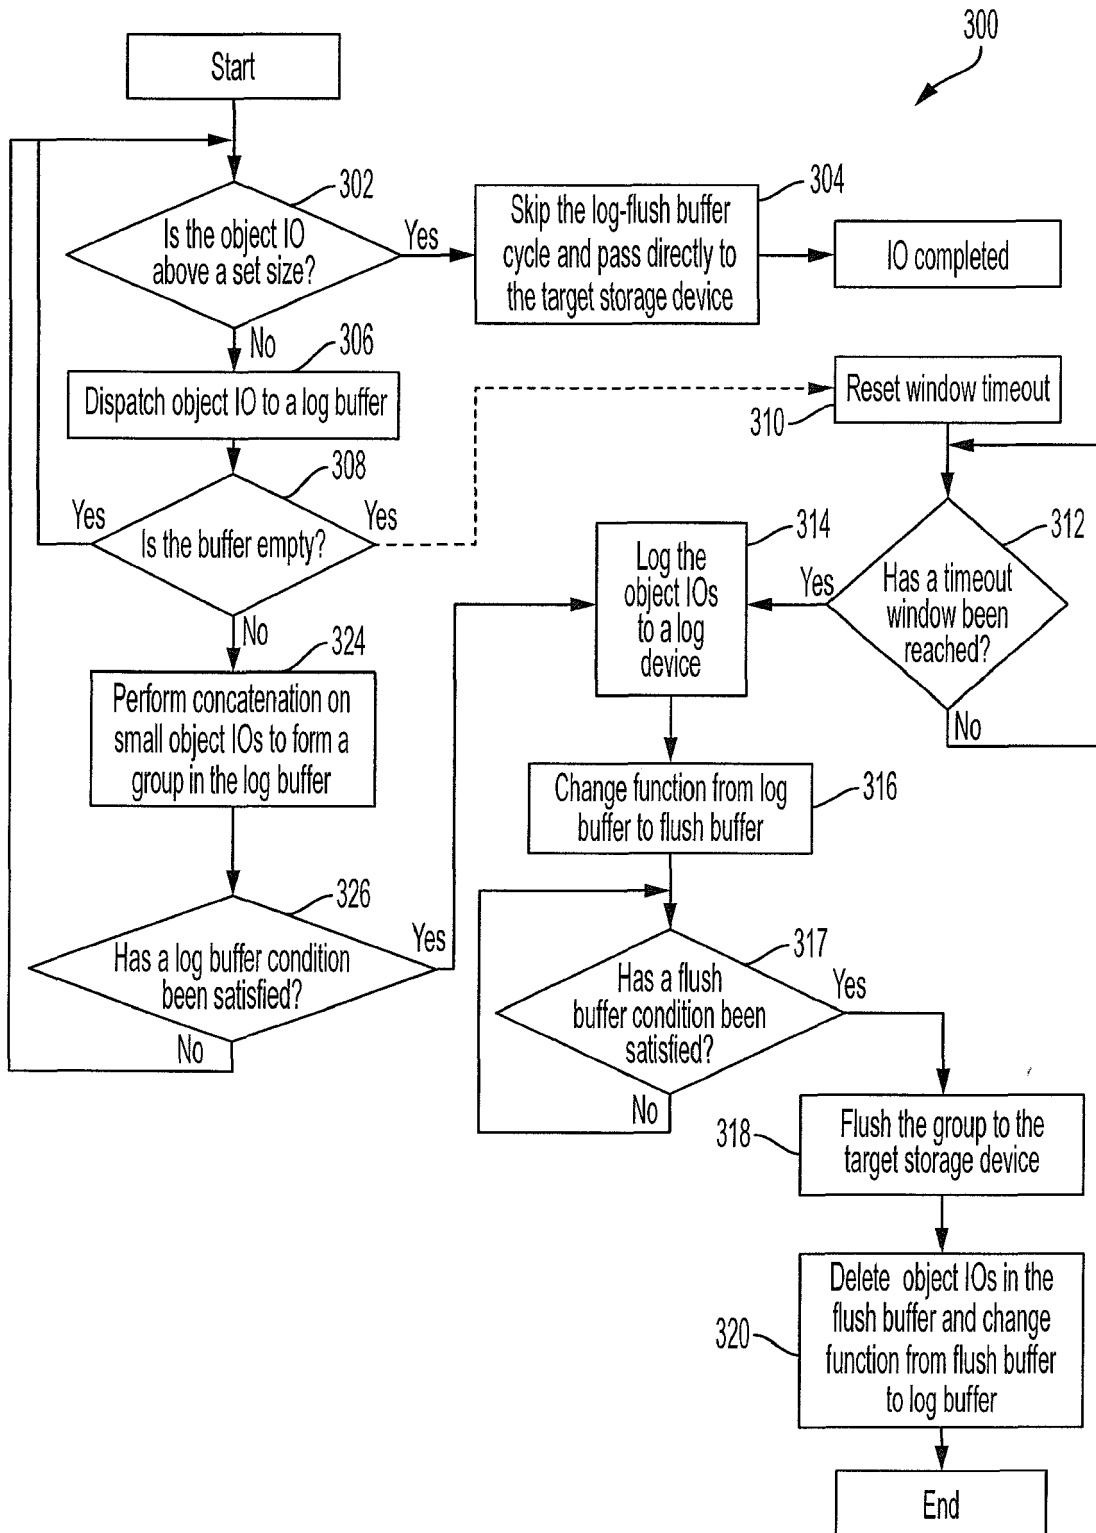 300
Start
302
Is the object IO
above a set size?
Yes
No
304
Skip the log-flush buffer
cycle and pass directly to
the target storage device
IO completed
306
Dispatch object IO to a log buffer
308
Is the buffer empty?
Yes
Yes
No
Reset window timeout
310
312
Has a timeout
window been
reached?
Yes
No
314
Log the
object IOs
to a log
device
324
Perform concatenation on
small object IOs to form a
group in the log buffer
316
Change function from log
buffer to flush buffer
326
Has a log buffer condition
been satisfied?
Yes
No
317
Has a flush
buffer condition been
satisfied?
Yes
No
318
Flush the group to the
target storage device
320
Delete object IOs in the
flush buffer and change
function from flush buffer
to log buffer
End